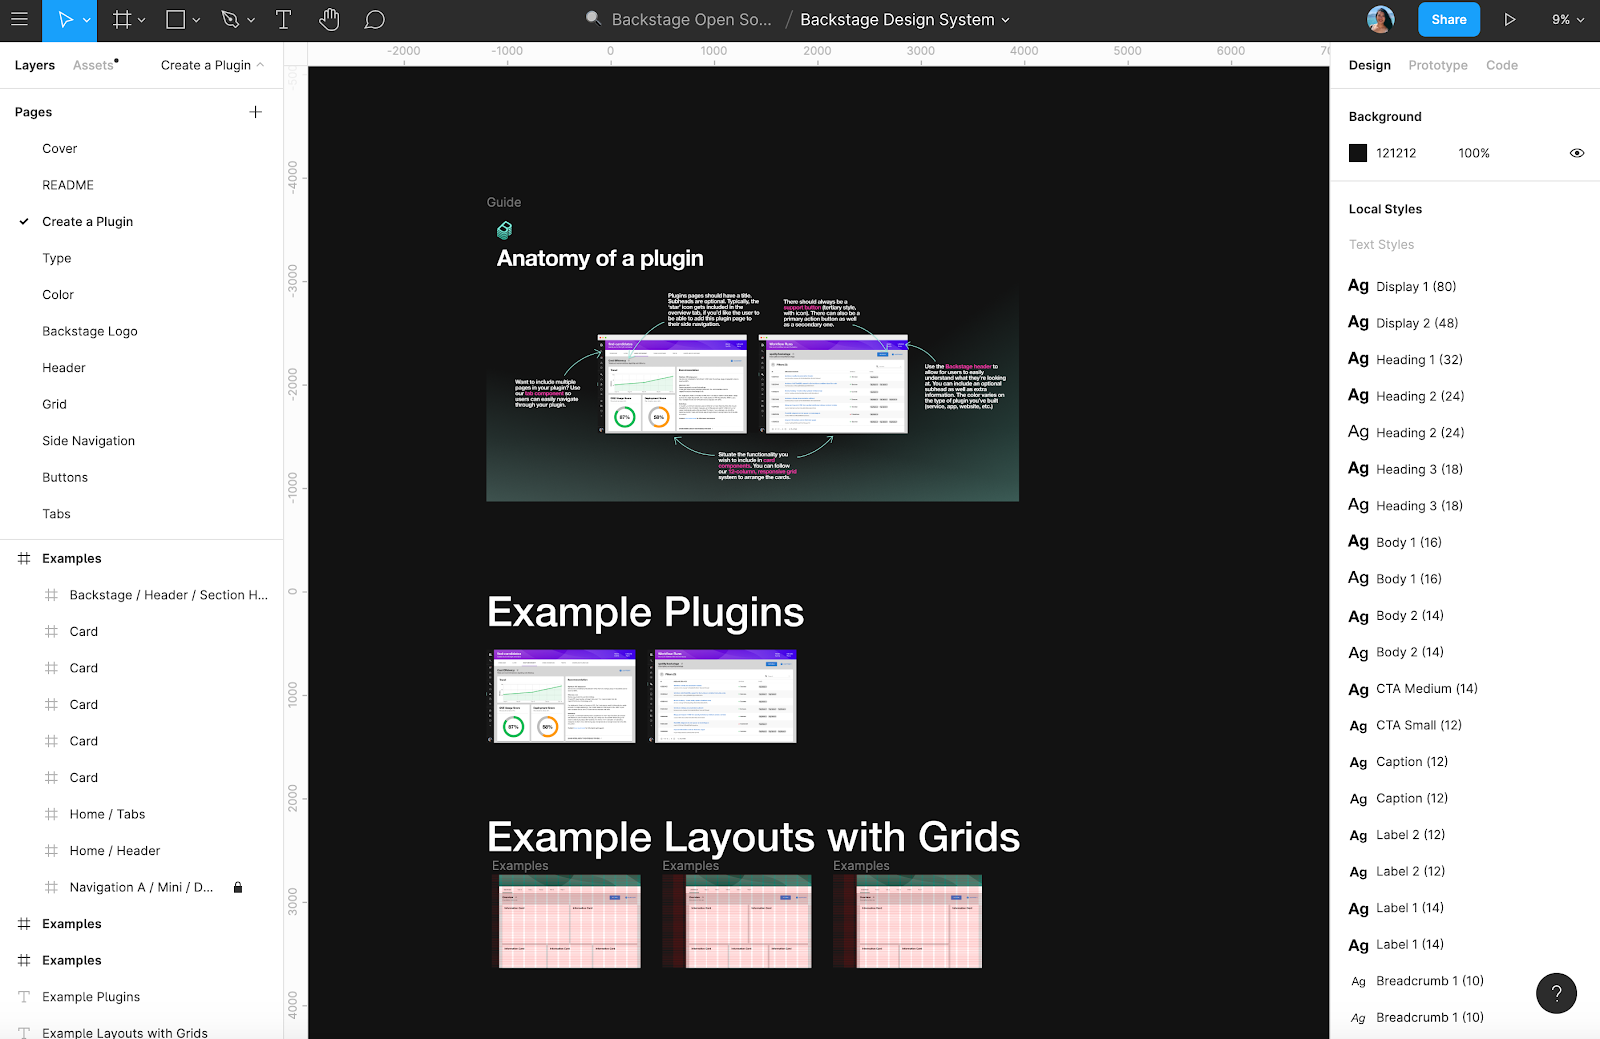 Backstage Open So... / Backstage Design System
Share
9%
Layers
Assets
Create a Plugin
Pages
Cover
README
Create a Plugin
Type
Color
Backstage Logo
Header
Grid
Side Navigation
Buttons
Tabs
Examples
Backstage / Header / Section H...
Card
Card
Card
Card
Card
Home / Tabs
Home / Header
Navigation A / Mini / D...
Examples
Examples
Example Plugins
Example Layouts with Grids
-2000
-1000
0
1000
2000
3000
4000
5000
6000
-4000
-3000
-2000
-1000
0
1000
2000
3000
4000
Guide
Anatomy of a plugin
Plugins pages should have a title.
Subheads are optional. Typically, the
'star' icon gets included in the
overview tab, if you'd like the user to
be able to add this plugin page to
their side navigation.
There should always be a
support button (tertiary style,
with icon). There can also be a
primary action button as well
as a secondary one.
Want to include multiple
pages in your plugin? Use
our tab component so
users can easily navigate
through your plugin.
Use the Backstage header to
allow for users to easily
understand what they're looking
at. You can include an optional
subhead as well as extra
information. The color varies on
the type of plugin you've built
(service, app, website, etc.)
Situate the functionality you
wish to include in card
components. You can follow
our 12-column, responsive grid
system to arrange the cards.
87%
58%
Example Plugins
87%
58%
Example Layouts with Grids
Examples
Examples
Examples
Design
Prototype
Code
Background
121212
100%
Local Styles
Text Styles
Ag Display 1 (80)
Ag Display 2 (48)
Ag Heading 1 (32)
Ag Heading 2 (24)
Ag Heading 2 (24)
Ag Heading 3 (18)
Ag Heading 3 (18)
Ag Body 1 (16)
Ag Body 1 (16)
Ag Body 2 (14)
Ag Body 2 (14)
Ag CTA Medium (14)
Ag CTA Small (12)
Ag Caption (12)
Ag Caption (12)
Ag Label 2 (12)
Ag Label 2 (12)
Ag Label 1 (14)
Ag Label 1 (14)
Ag Breadcrumb 1 (10)
Ag Breadcrumb 1 (10)
?